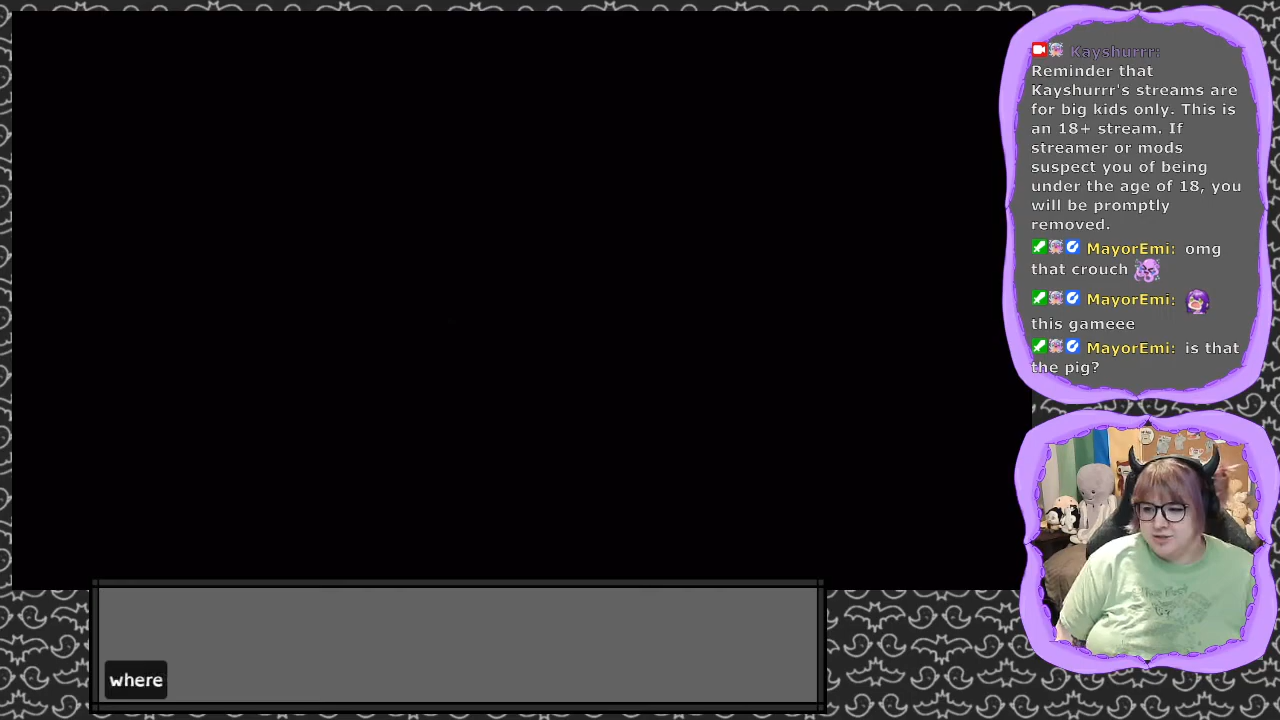 Kayshurrr:
Reminder that
Kayshurrr's streams are
for big kids only. This is
an 18+ stream. If
streamer or mods
suspect you of being
under the age of 18, you
will be promptly
removed.
MayorEmi: omg
that crouch
MayorEmi:
this gameee
MayorEmi: is that
the pig?
where